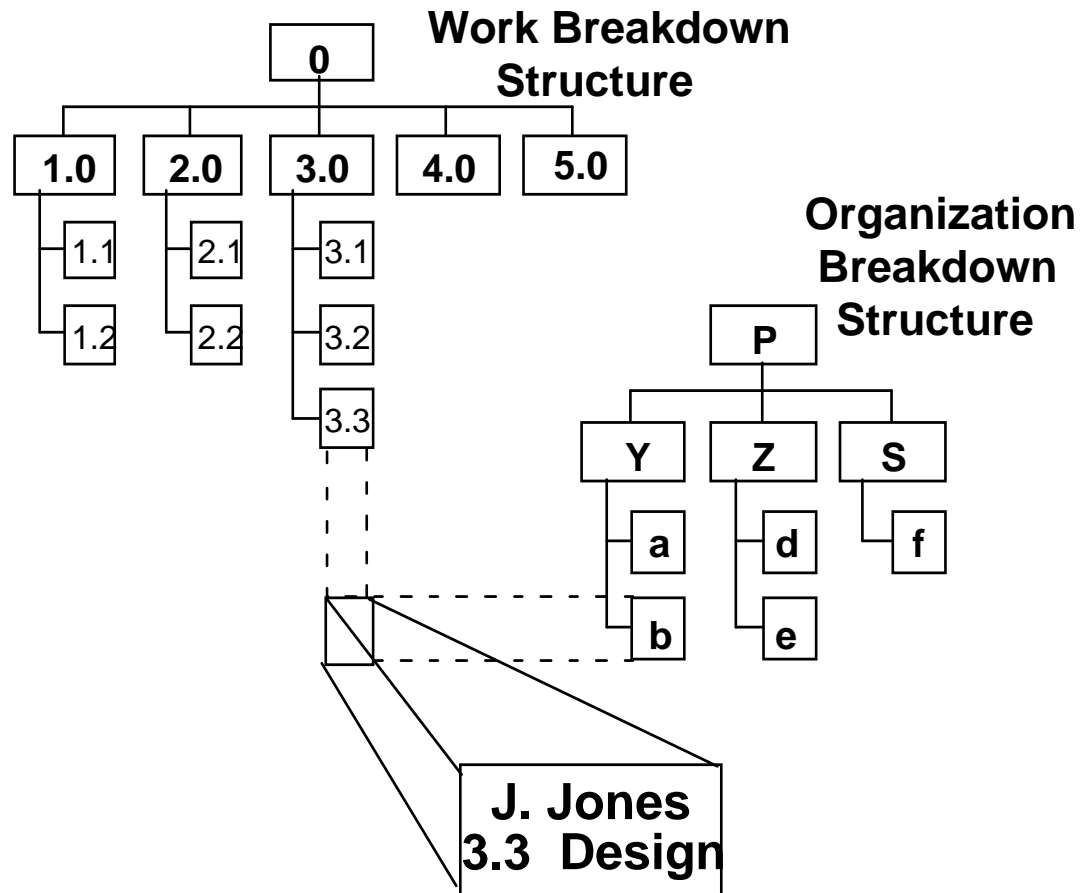 Work Breakdown
Structure
0
1.0 2.0 3.0 4.0 5.0
1.1 2.1 3.1
1.2 2.2 3.2
3.3
Organization
Breakdown
Structure
P
Y Z S
a d f
b e
J. Jones
3.3 Design